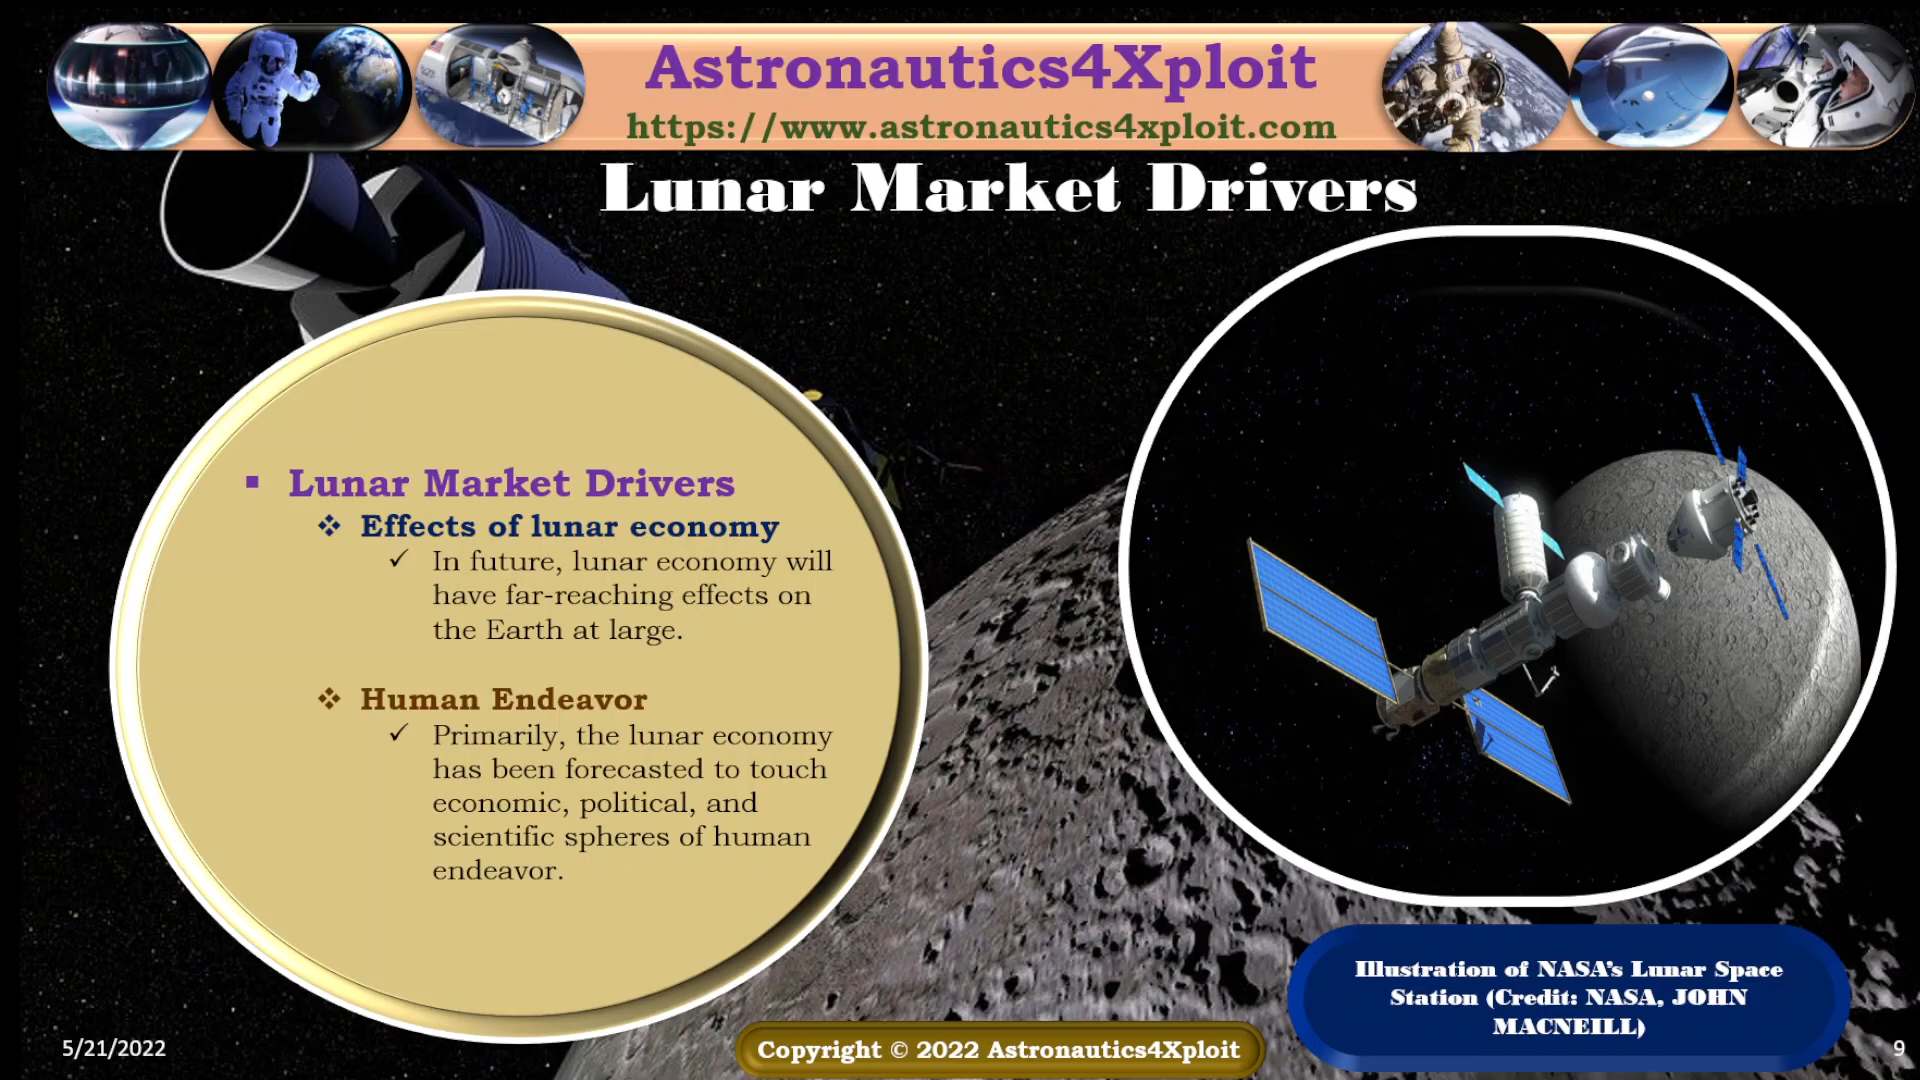 Astronautics4Xploit
https://www.astronautics4xploit.com
Lunar Market Drivers
Lunar Market Drivers
Effects of lunar economy
In future, lunar economy will
have far-reaching effects on
the Earth at large.
Human Endeavor
Primarily, the lunar economy
has been forecasted to touch
economic, political, and
scientific spheres of human
endeavor.
Illustration of NASA's Lunar Space
Station (Credit: NASA, JOHN
MACNEILL)
5/21/2022
Copyright © 2022 Astronautics4Xploit
9